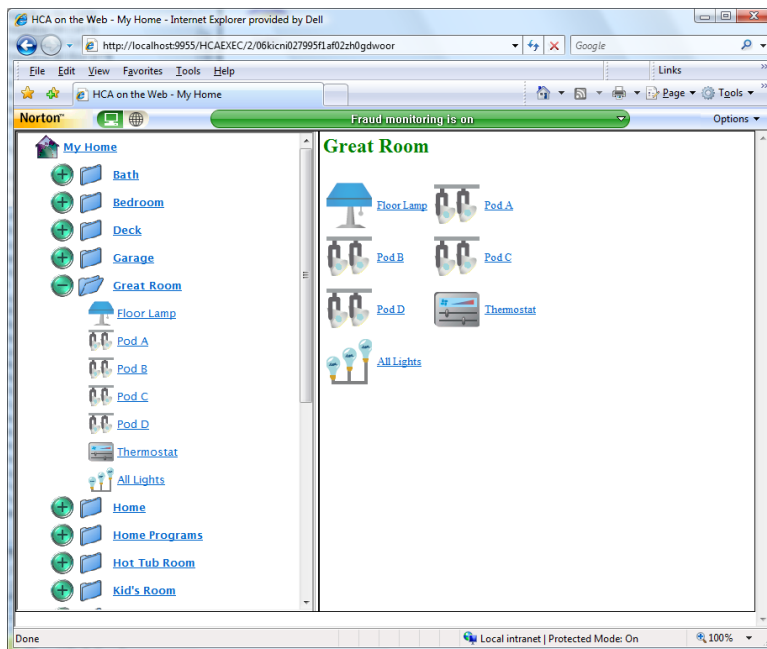 HCA on the Web - My Home - Internet Explorer provided by Dell
http://localhost:9955/HCAEXEC/2/06kicni027995f1af02zh0gdwoor
Google
File Edit View Favorites Tools Help
Links
HCA on the Web - My Home
Page Tools
Norton™
Fraud monitoring is on
Options
My Home
Bath
Bedroom
Deck
Garage
Great Room
Floor Lamp
Pod A
Pod B
Pod C
Pod D
Thermostat
All Lights
Home
Home Programs
Hot Tub Room
Kid's Room
Great Room
Floor Lamp Pod A
Pod B Pod C
Pod D Thermostat
All Lights
Done
Local intranet | Protected Mode: On
100%